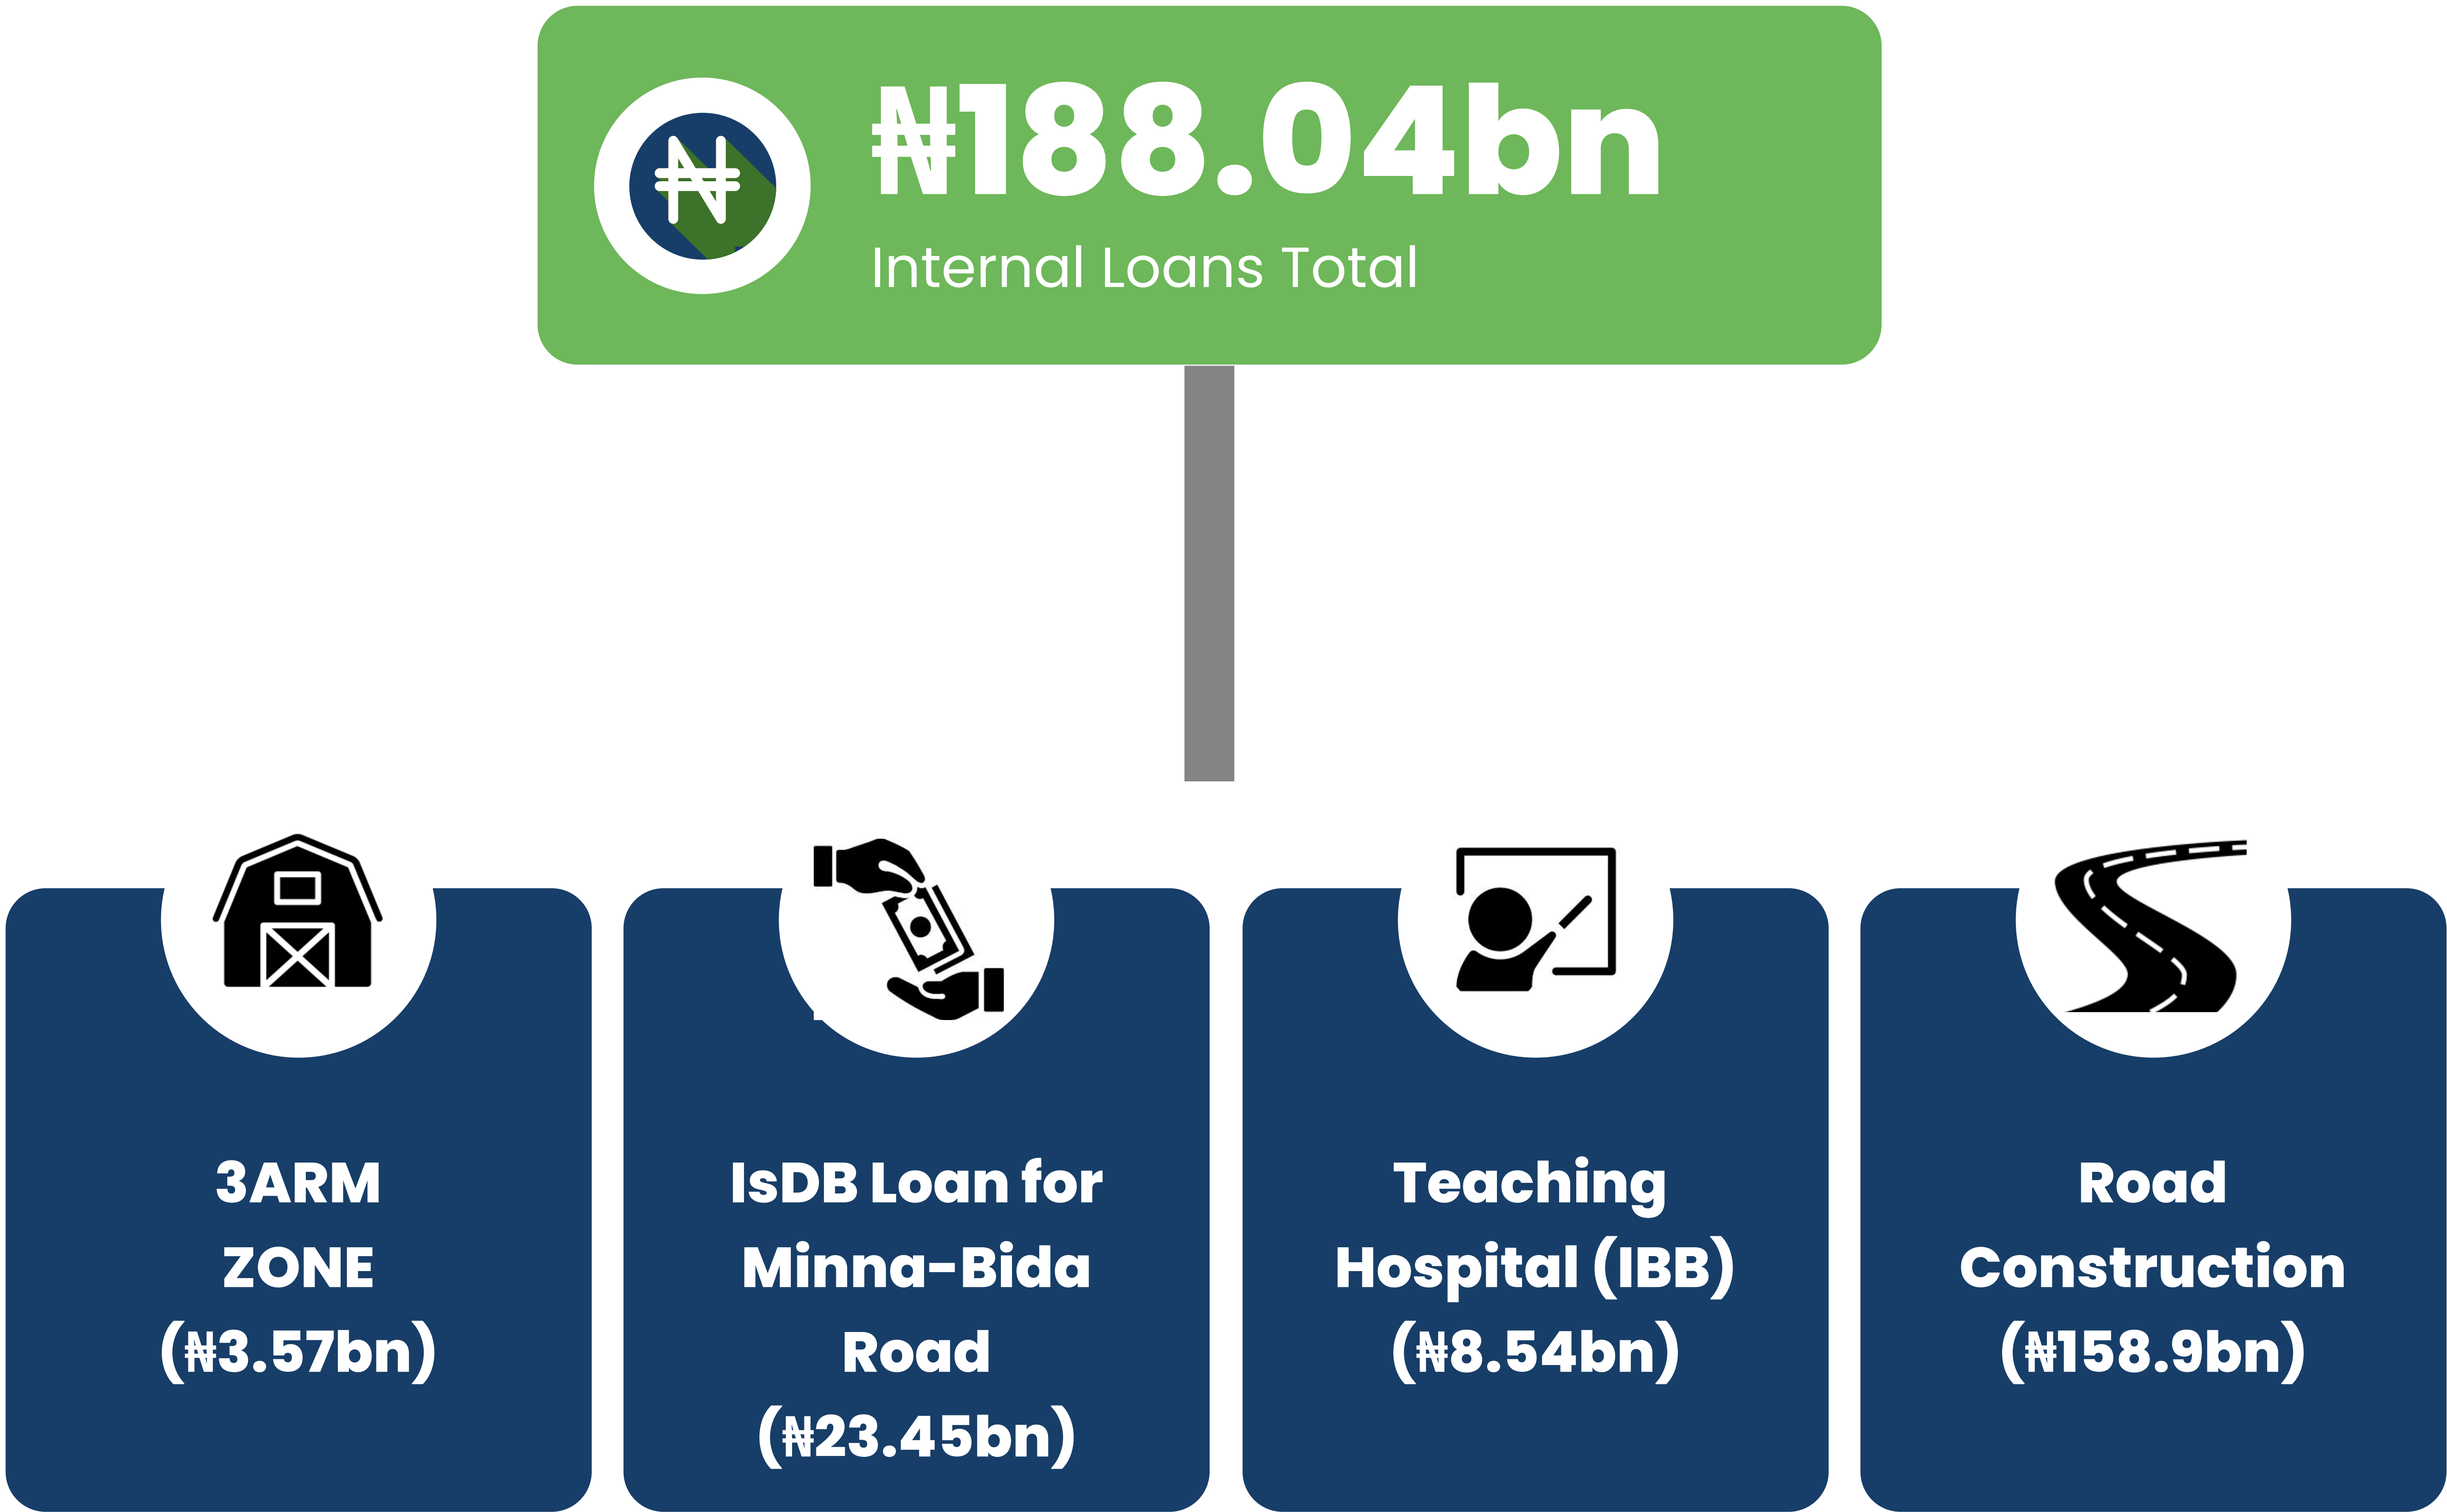 ₦188.04bn
Internal Loans Total
3ARM
ZONE
(₦3.57bn)
IsDB Loan for
Minna-Bida
Road
(₦23.45bn)
Teaching
Hospital (IBB)
(₦8.54bn)
Road
Construction
(₦158.9bn)